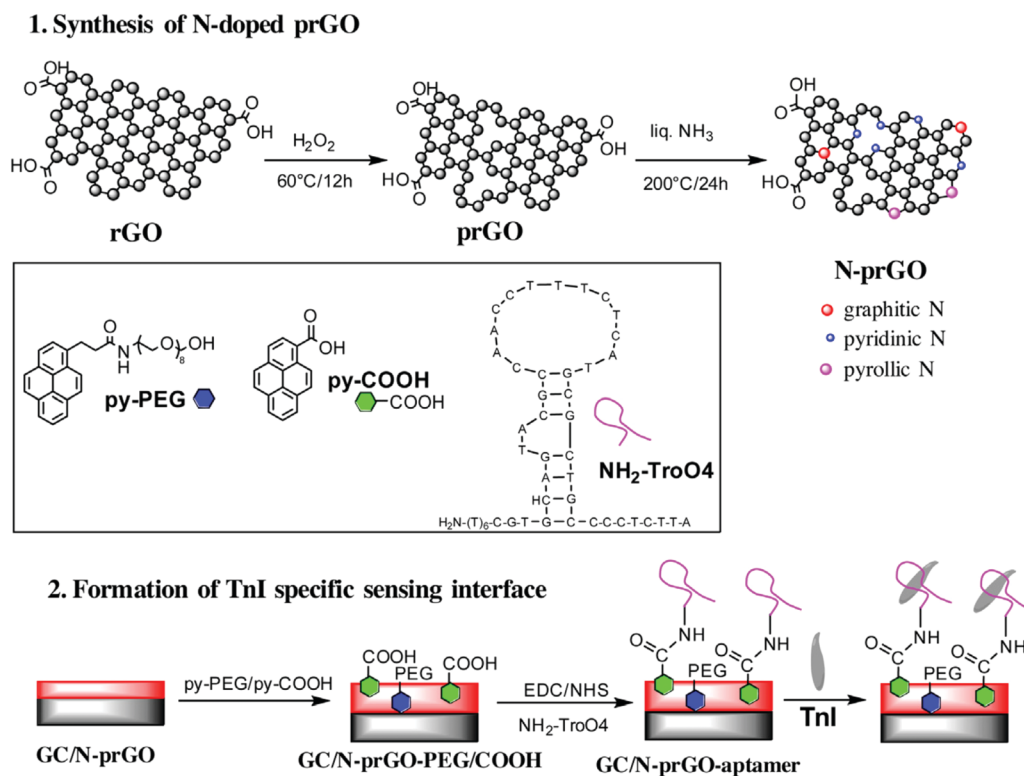 1. Synthesis of N-doped prGO
OH
O
O
OH
HO
O
rGO
H2O2
60°C/12h
OH
O
O
OH
HO
O
prGO
liq. NH3
200°C/24h
OH
O
HO
O
N-prGO
graphitic N
pyridinic N
pyrollic N
O
N
H
O
8
OH
py-PEG
O
OH
py-COOH
COOH
C-C-T-T-T-C
C T
A C
A A
C-C-G-T
G-C
C-G
A G
T-G-C
A-T
HC-G
H2N-(T)6-C-G-T-G-C-C-C-C-T-C-T-T-A
NH2-TroO4
2. Formation of TnI specific sensing interface
GC/N-prGO
py-PEG/py-COOH
COOH
PEG
COOH
GC/N-prGO-PEG/COOH
EDC/NHS
NH2-TroO4
NH
O
C
PEG
NH
O
C
GC/N-prGO-aptamer
TnI
NH
O
C
PEG
NH
O
C